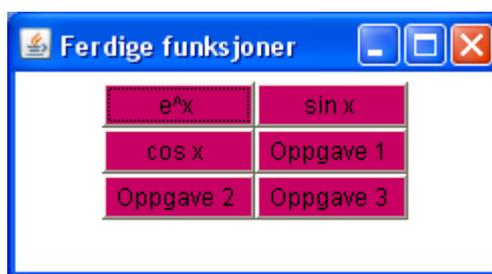 Ferdige funksjoner
e^x sin x
cos x Oppgave 1
Oppgave 2 Oppgave 3